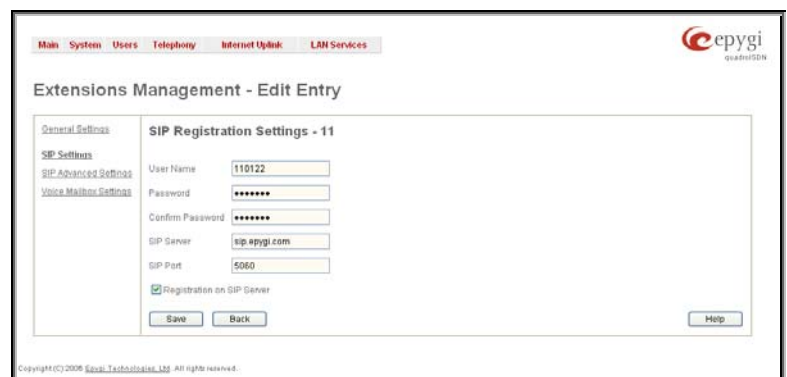 Main System Users Telephony Internet Uplink LAN Services
epygi
quadroISDN
Extensions Management - Edit Entry
General Settings
SIP Settings
SIP Advanced Settings
Voice Mailbox Settings
SIP Registration Settings - 11
User Name 110122
Password •••••••
Confirm Password •••••••
SIP Server sip.epygi.com
SIP Port 5060
Registration on SIP Server
Save Back Help
Copyright (C) 2006 Epygi Technologies, Ltd. All rights reserved.